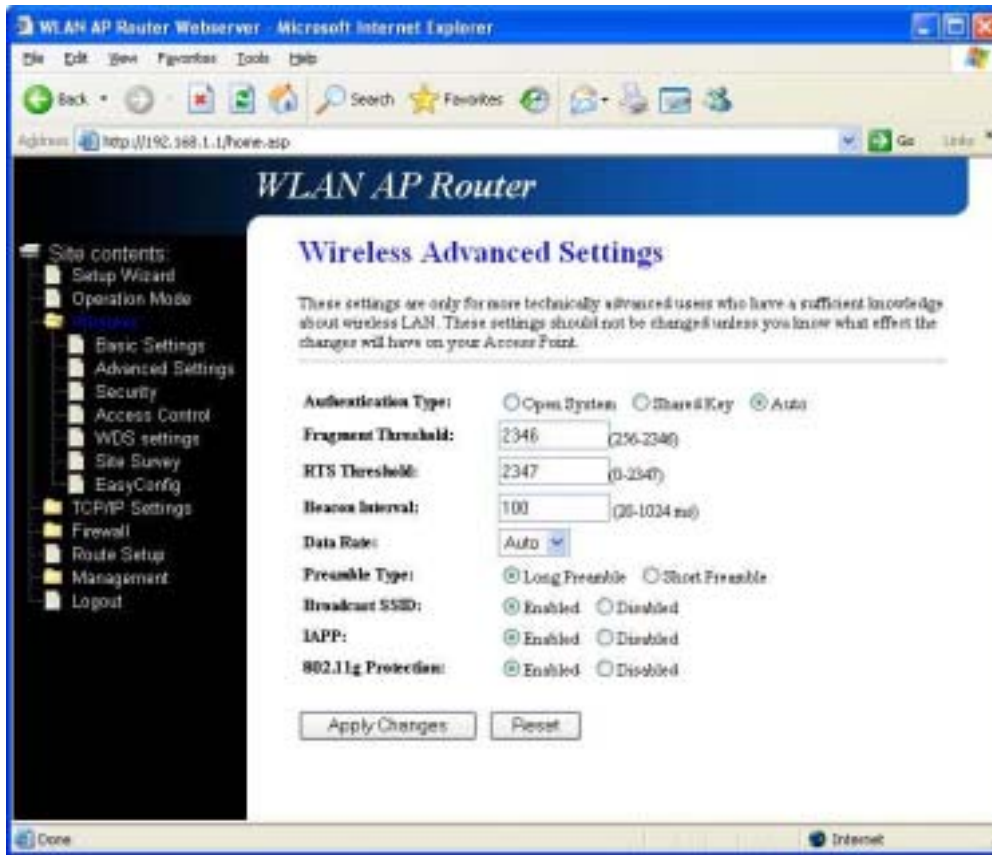 WLAN AP Router Webserver - Microsoft Internet Explorer
File Edit View Favorites Tools Help
Back Search Favorites
Address http://192.168.1.1/home.asp Go Links
WLAN AP Router
Site contents:
Setup Wizard
Operation Mode
Wireless
Basic Settings
Advanced Settings
Security
Access Control
WDS settings
Site Survey
EasyConfig
TCP/IP Settings
Firewall
Route Setup
Management
Logout
Wireless Advanced Settings
These settings are only for more technically advanced users who have a sufficient knowledge
about wireless LAN. These settings should not be changed unless you know what effect the
changes will have on your Access Point.
Authentication Type: Open System Shared Key Auto
Fragment Threshold: 2346 (256-2346)
RTS Threshold: 2347 (0-2347)
Beacon Interval: 100 (20-1024 ms)
Data Rate: Auto
Preamble Type: Long Preamble Short Preamble
Broadcast SSID: Enabled Disabled
IAPP: Enabled Disabled
802.11g Protection: Enabled Disabled
Apply Changes Reset
Done Internet